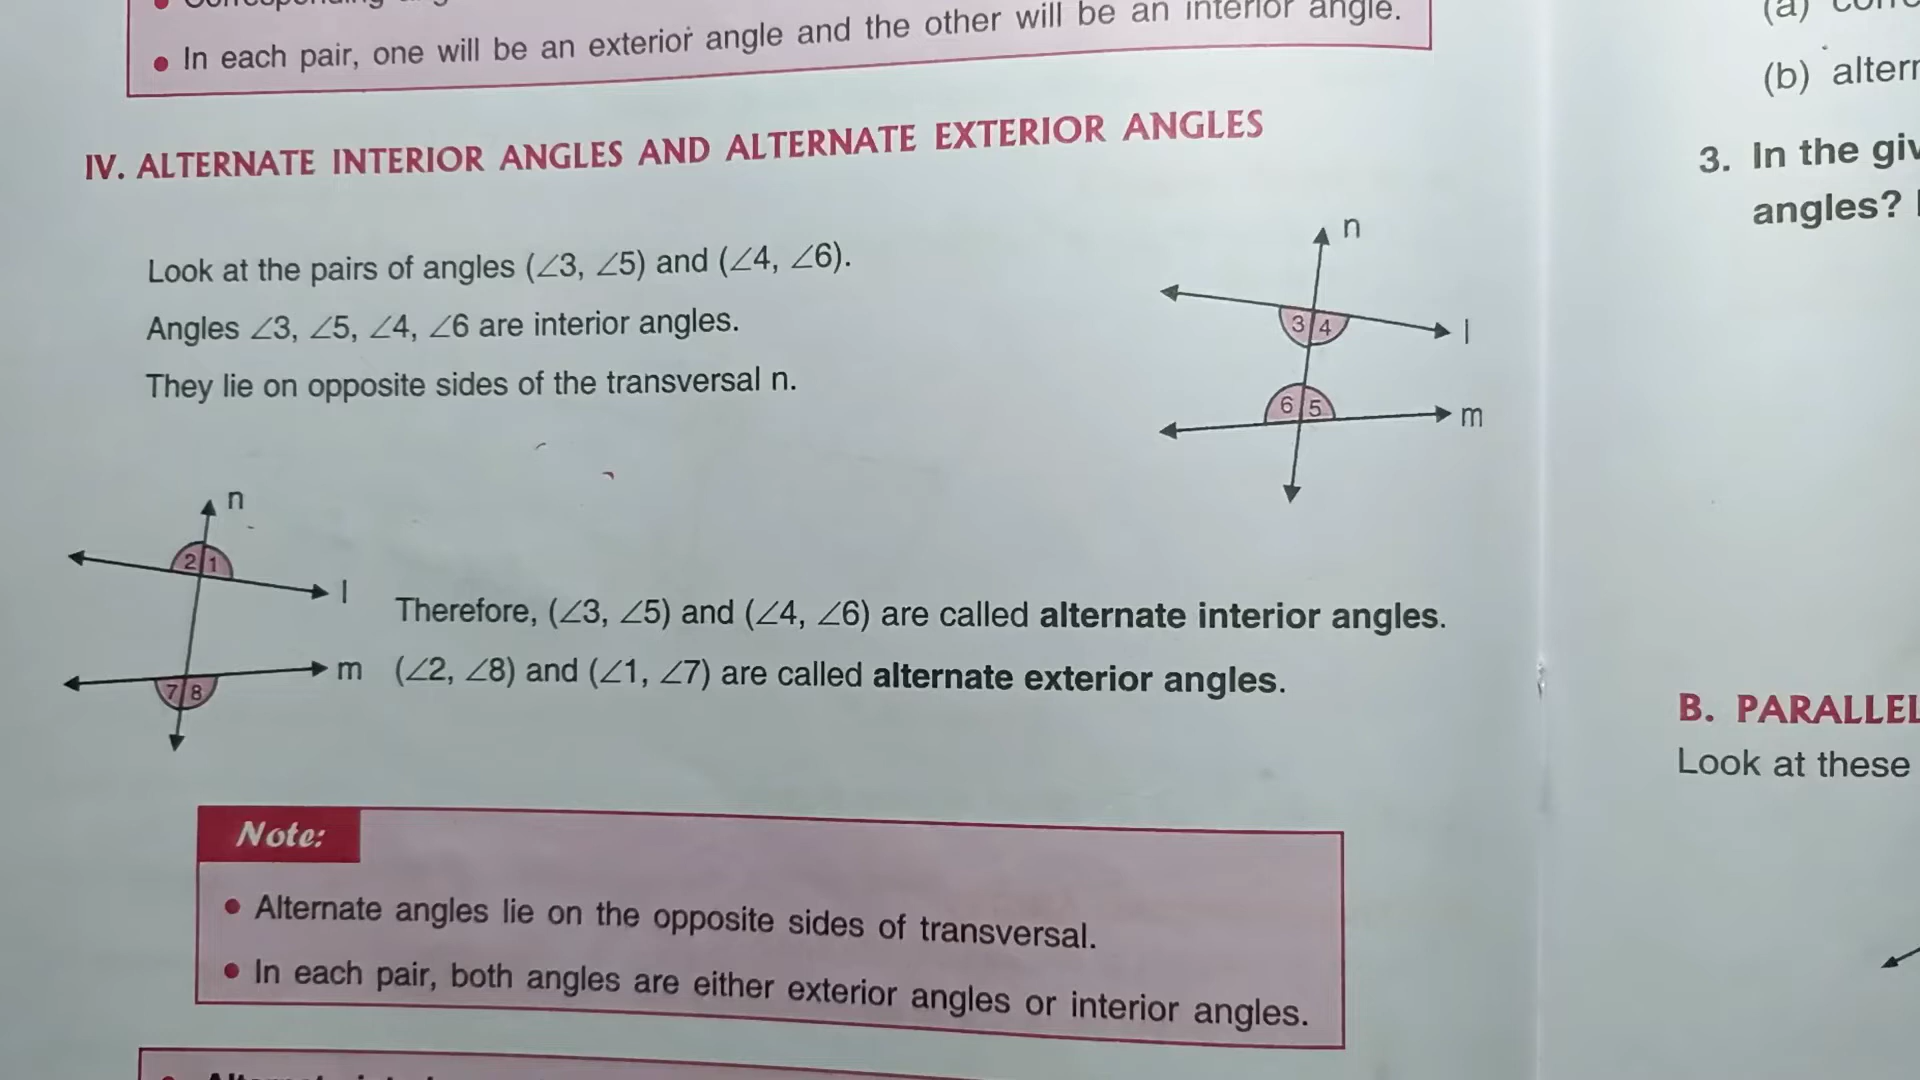 In each pair, one will be an exterior angle and the other will be an interior angle.
IV. ALTERNATE INTERIOR ANGLES AND ALTERNATE EXTERIOR ANGLES
Look at the pairs of angles (∠3, ∠5) and (∠4, ∠6).
Angles ∠3, ∠5, ∠4, ∠6 are interior angles.
They lie on opposite sides of the transversal n.
n
3 4
l
6 5
m
n
2 1
l
m
7 8
Therefore, (∠3, ∠5) and (∠4, ∠6) are called alternate interior angles.
(∠2, ∠8) and (∠1, ∠7) are called alternate exterior angles.
Note:
• Alternate angles lie on the opposite sides of transversal.
• In each pair, both angles are either exterior angles or interior angles.
(a)
(b)
3. In the
angles?
B.
Look at these